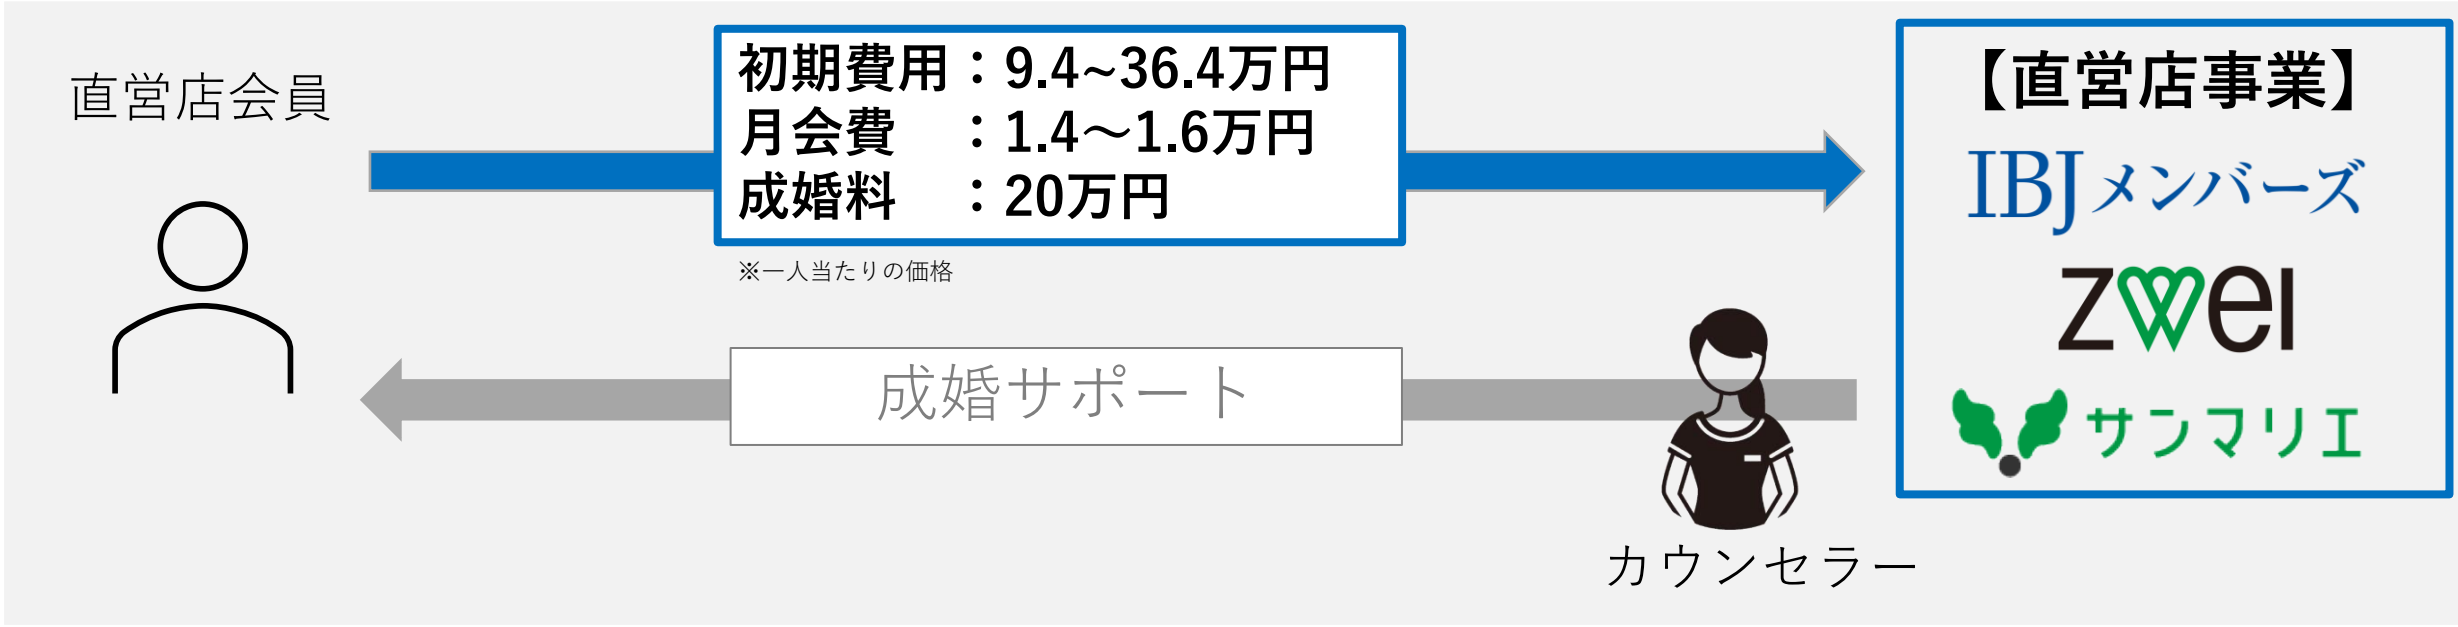 直営店会員
初期費用：9.4~36.4万円
月会費　：1.4～1.6万円
成婚料　：20万円
※一人当たりの価格
成婚サポート
カウンセラー
【直営店事業】
IBJメンバーズ
zwei
サンマリエ